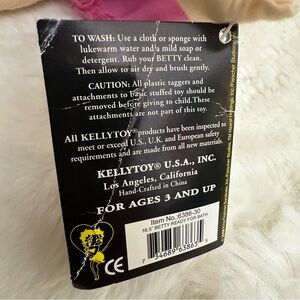 TO WASH: Use a cloth or sponge with
lukewarm water and a mild soap or
detergent. Rub your BETTY clean.
Then allow to air dry and brush gently.
CAUTION: All plastic taggers and
attachments to basic stuffed toy should be
removed before giving to child. These
attachments are not part of this toy.
All KELLYTOY® products have been inspected to
meet or exceed U.S., U.K. and European safety
requirements and are made from all new materials.
KELLYTOY® U.S.A., INC.
Los Angeles, California
Hand-Crafted in China
FOR AGES 3 AND UP
Item No.:6386-30
16.5" BETTY READY FOR BATH
7 34689 63863 5
CE